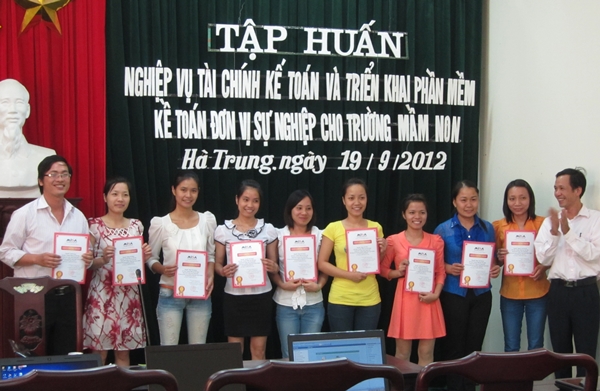 TẬP HUẤN
NGHIỆP VỤ TÀI CHÍNH KẾ TOÁN VÀ TRIỂN KHAI PHẦN MỀM
KỀ TOÁN ĐƠN VỊ SỰ NGHIỆP CHO TRƯỜNG MẦM NON
Hà Trung, ngày 19/9/2012